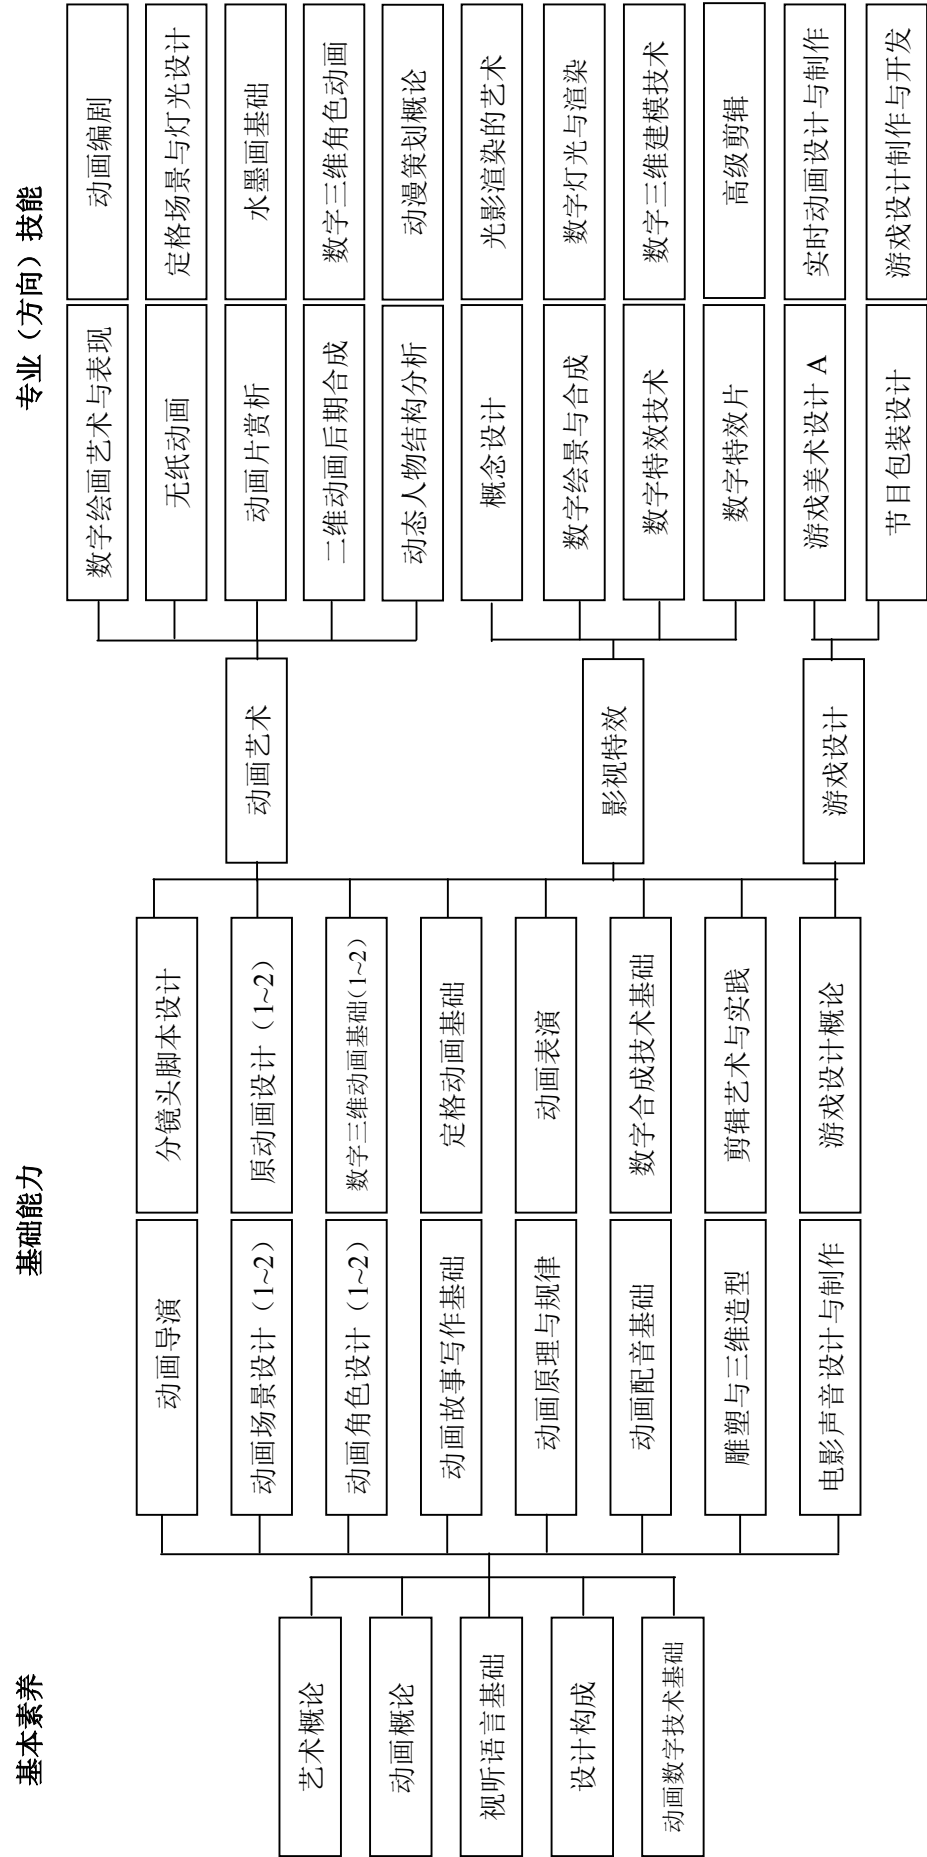 基本素养
基础能力
专业（方向）技能
艺术概论
动画概论
视听语言基础
设计构成
动画数字技术基础
动画导演
分镜头脚本设计
动画场景设计（1~2）
原动画设计（1~2）
动画角色设计（1~2）
数字三维动画基础（1~2）
动画故事写作基础
定格动画基础
动画原理与规律
动画表演
动画配音基础
数字合成技术基础
雕塑与三维造型
剪辑艺术与实践
电影声音设计与制作
游戏设计概论
动画艺术
影视特效
游戏设计
数字绘画艺术与表现
动画编剧
无纸动画
定格场景与灯光设计
动画片赏析
水墨画基础
二维动画后期合成
数字三维角色动画
动态人物结构分析
动漫策划概论
概念设计
光影渲染的艺术
数字绘景与合成
数字灯光与渲染
数字特效技术
数字三维建模技术
数字特效片
高级剪辑
游戏美术设计 A
实时动画设计与制作
节目包装设计
游戏设计制作与开发